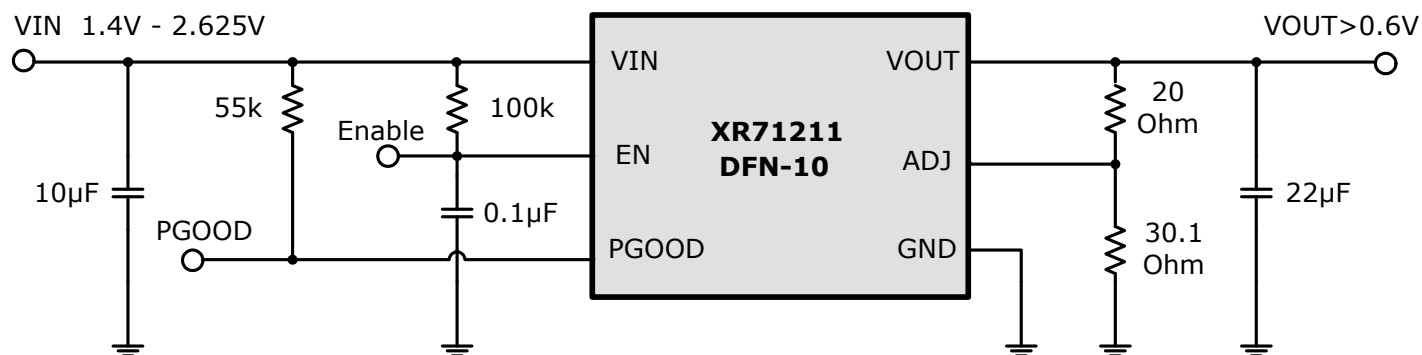 VIN 1.4V - 2.625V
VOUT>0.6V
VIN
VOUT
55k
100k
20
Ohm
XR71211
DFN-10
Enable
EN
ADJ
10µF
0.1µF
22µF
PGOOD
PGOOD
GND
30.1
Ohm